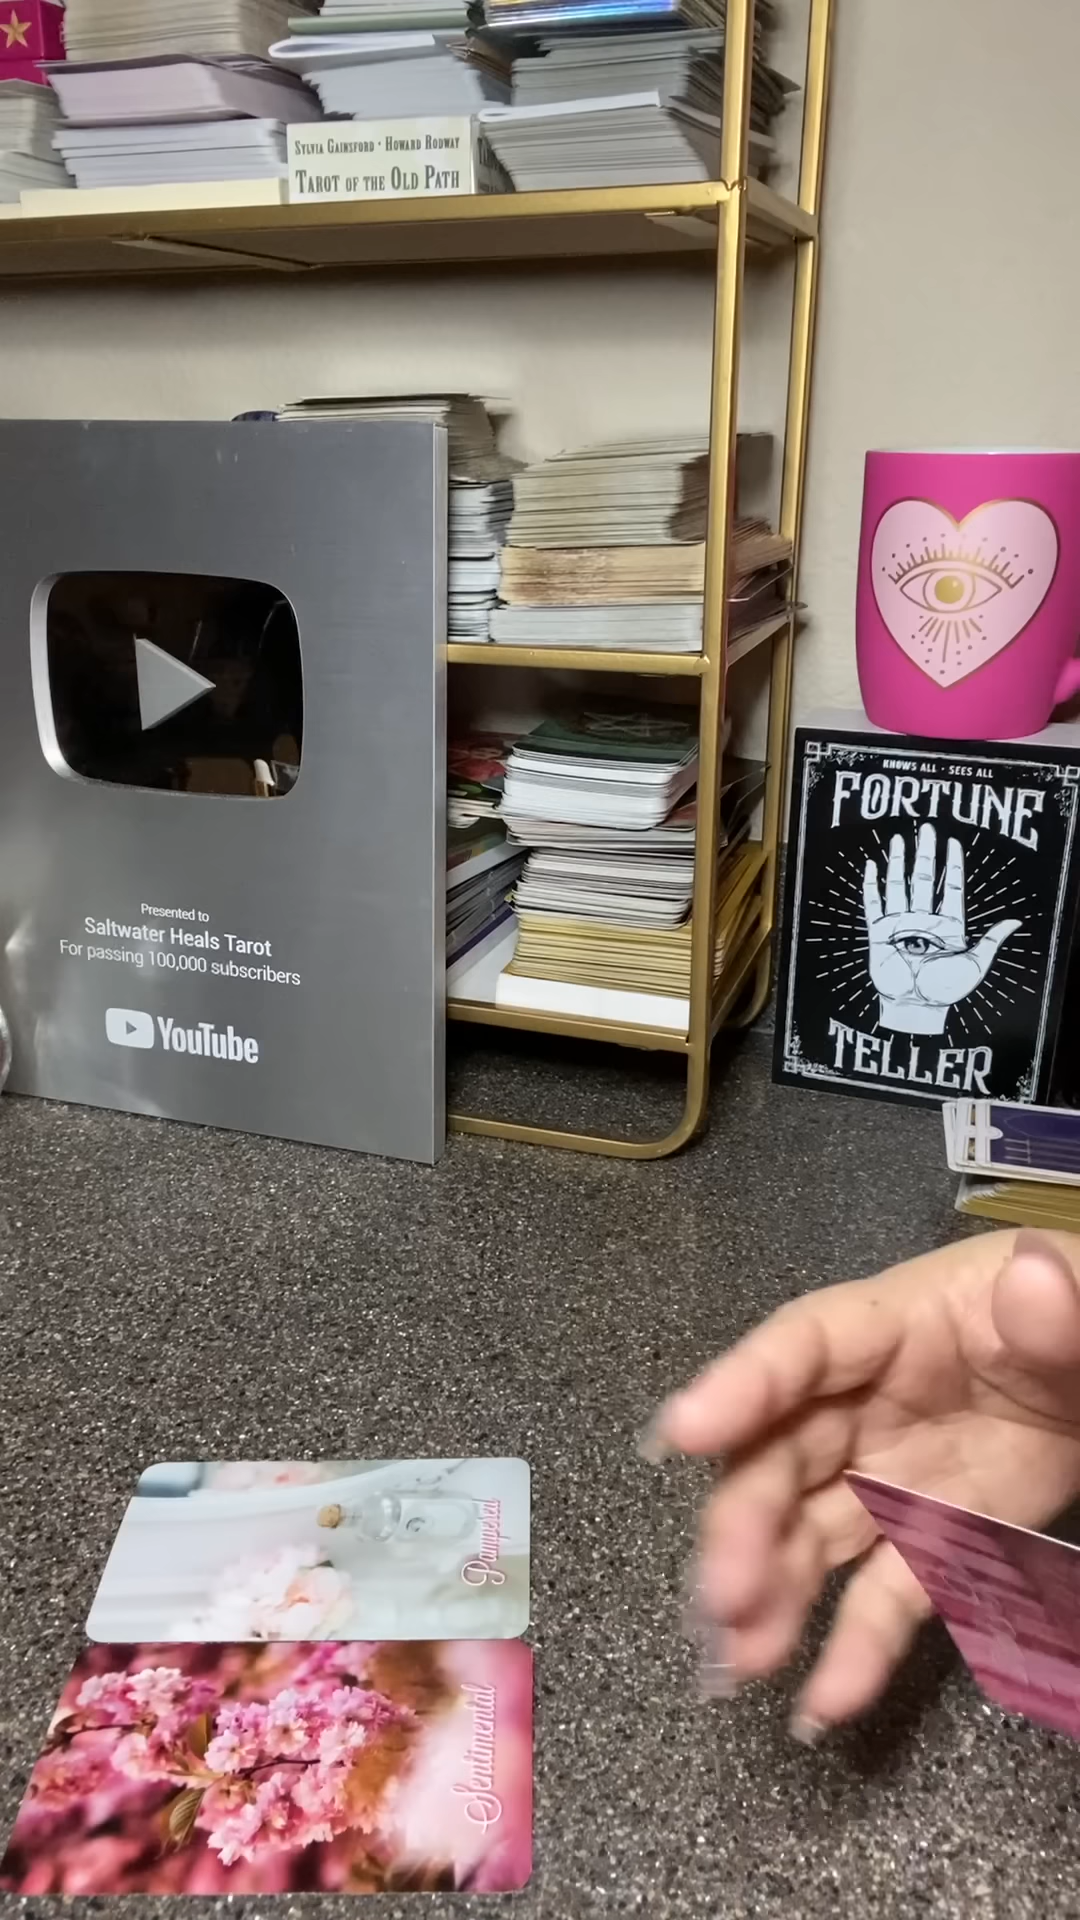 SYLVIA GAINSFORD • HOWARD RODWAY
TAROT OF THE OLD PATH
Presented to
Saltwater Heals Tarot
For passing 100,000 subscribers
YouTube
KNOWS ALL · SEES ALL
FORTUNE
TELLER
Pampered
Sentimental